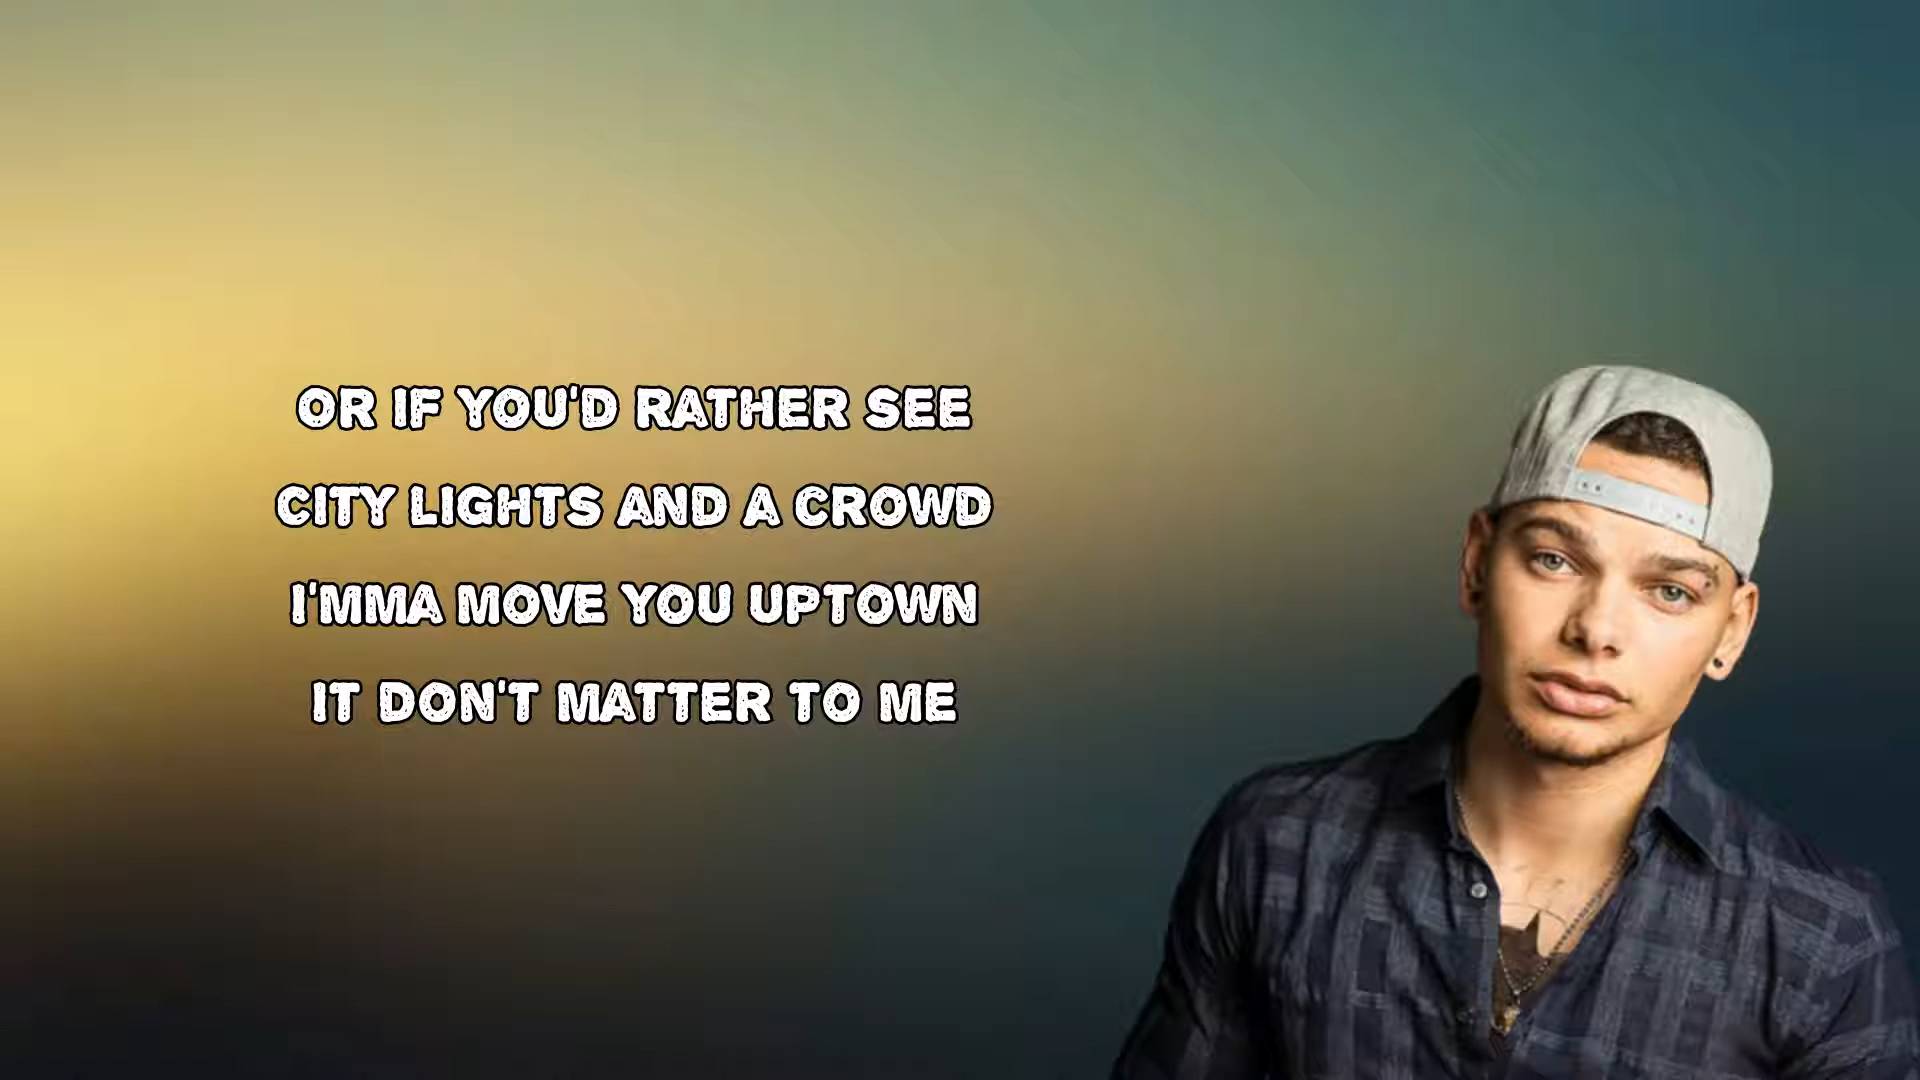 OR IF YOU'D RATHER SEE
CITY LIGHTS AND A CROWD
I'MMA MOVE YOU UPTOWN
IT DON'T MATTER TO ME